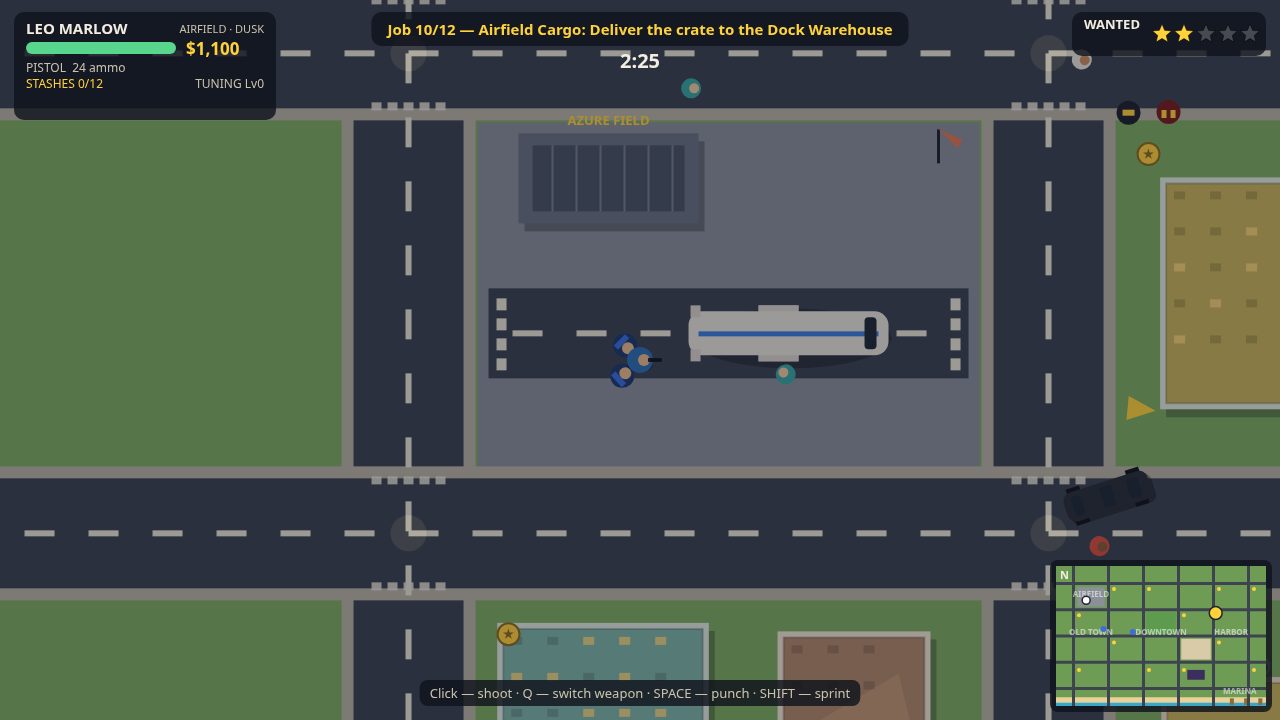 LEO MARLOW
AIRFIELD · DUSK
$1,100
PISTOL 24 ammo
STASHES 0/12
TUNING Lv0
Job 10/12 — Airfield Cargo: Deliver the crate to the Dock Warehouse
2:25
WANTED
AZURE FIELD
N
AIRFIELD
OLD TOWN
DOWNTOWN
HARBOR
MARINA
Click — shoot · Q — switch weapon · SPACE — punch · SHIFT — sprint